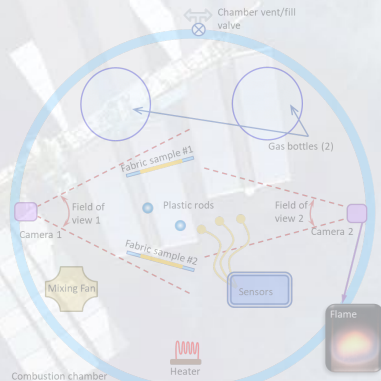 Chamber vent/fill
valve
Gas bottles (2)
Fabric sample #1
Field of
view 1
Plastic rods
Field of
view 2
Camera 1
Camera 2
Fabric sample #2
Mixing Fan
Sensors
Flame
Heater
Combustion chamber